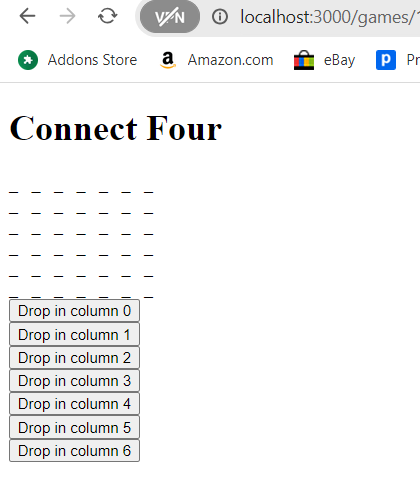 VPN localhost:3000/games/
Addons Store Amazon.com eBay
Connect Four
_ _ _ _ _ _ _
_ _ _ _ _ _ _
_ _ _ _ _ _ _
_ _ _ _ _ _ _
_ _ _ _ _ _ _
_ _ _ _ _ _ _
Drop in column 0
Drop in column 1
Drop in column 2
Drop in column 3
Drop in column 4
Drop in column 5
Drop in column 6